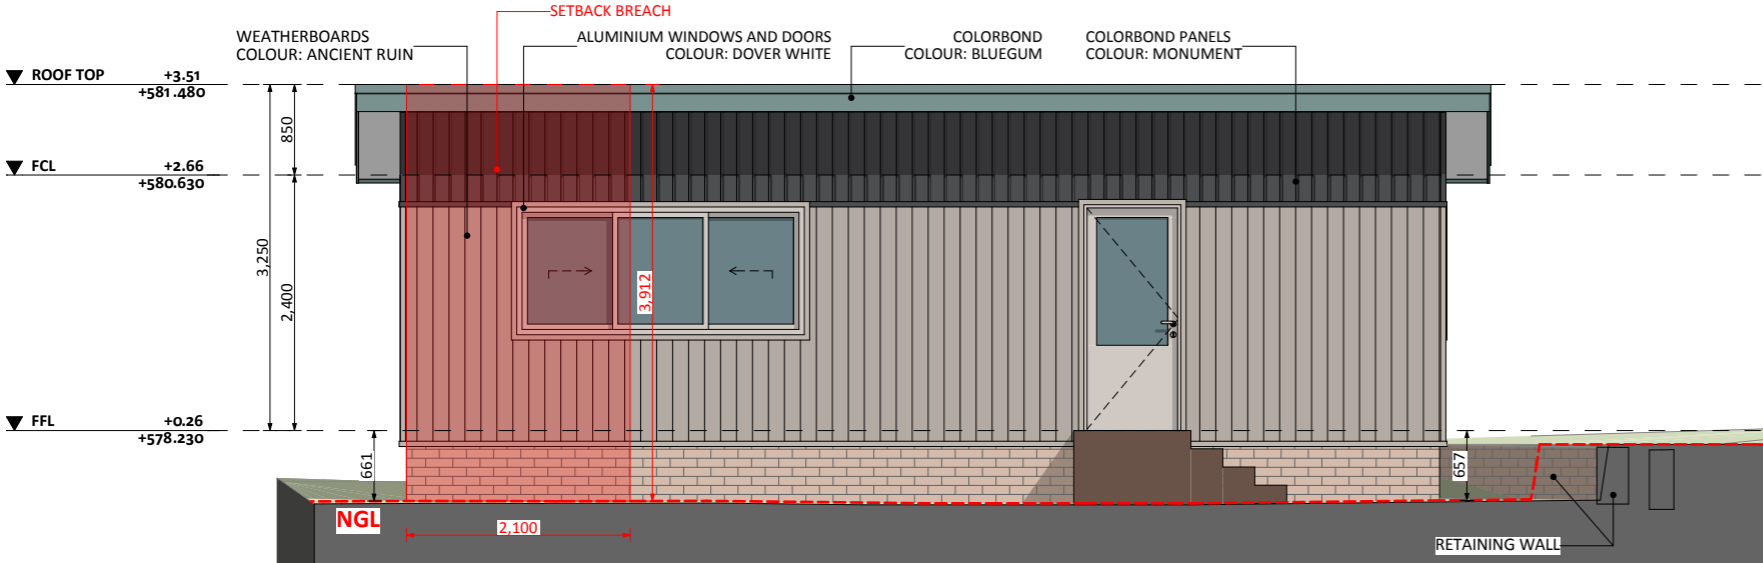 SETBACK BREACH
WEATHERBOARDS
COLOUR: ANCIENT RUIN
ALUMINIUM WINDOWS AND DOORS
COLOUR: DOVER WHITE
COLORBOND
COLOUR: BLUEGUM
COLORBOND PANELS
COLOUR: MONUMENT
ROOF TOP +3.51
+581.480
850
FCL +2.66
+580.630
3,250
2,400
3,912
FFL +0.26
+578.230
661
657
NGL
2,100
RETAINING WALL